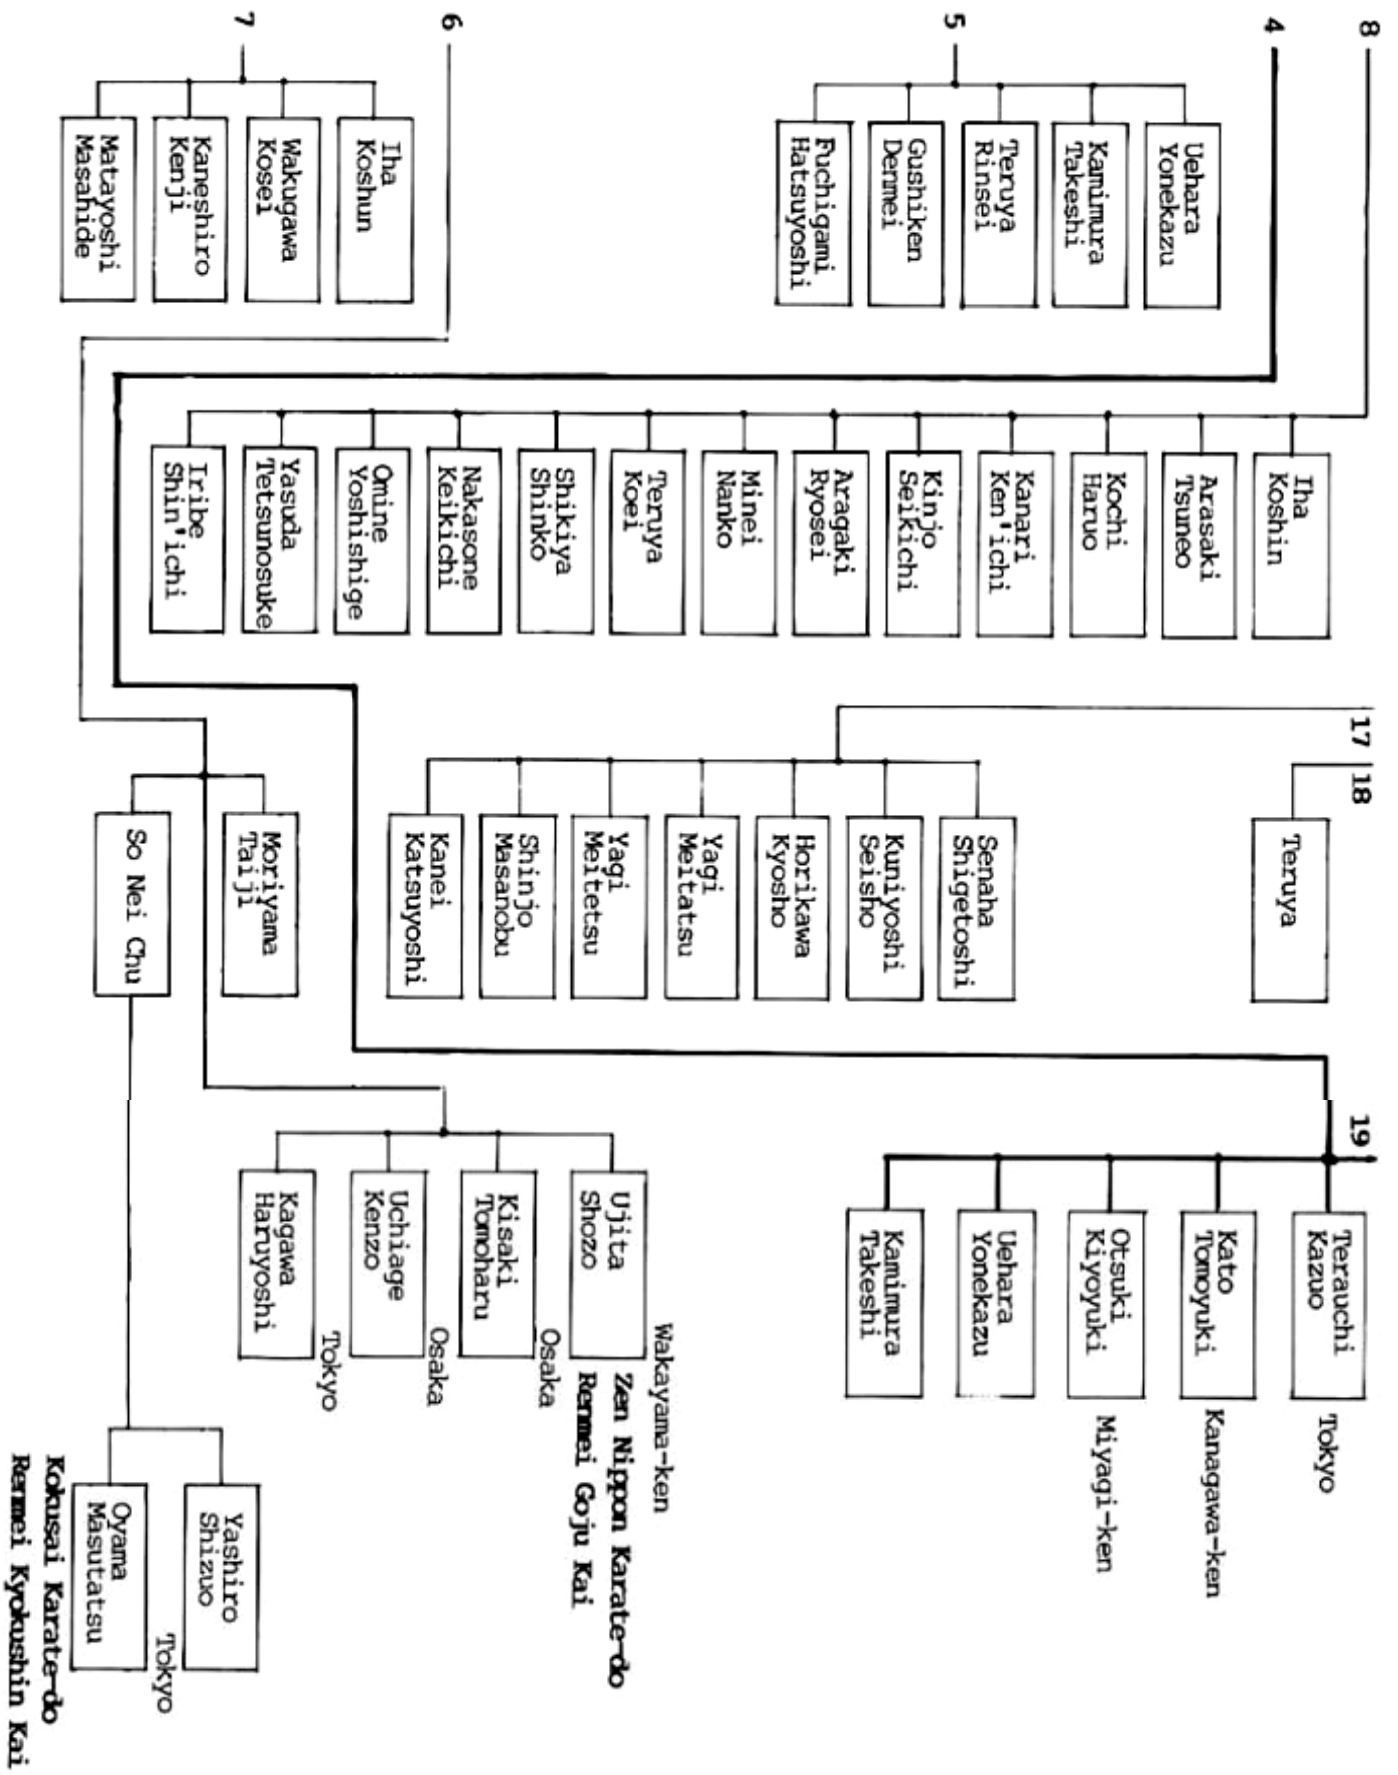 8
4
5
6
7
Uehara
Yonekazu
Kamimura
Takeshi
Teruya
Rinsei
Gushiken
Denmei
Fuchigami
Hatsuyoshi
Iha
Koshun
Wakugawa
Kosei
Kaneshiro
Kenji
Matayoshi
Masahide
Iha
Koshin
Arasaki
Tsuneo
Kochi
Haruo
Kanari
Ken'ichi
Kinjo
Seikichi
Aragaki
Ryosei
Minei
Nanko
Teruya
Koei
Shikiya
Shinko
Nakasone
Keikichi
Omine
Yoshishige
Yasuda
Tetsunosuke
Iribe
Shin'ichi
17
18
Teruya
Senaha
Shigetoshi
Kuniyoshi
Seisho
Horikawa
Kyosho
Yagi
Meitatsu
Yagi
Meitetsu
Shinjo
Masanobu
Kanei
Katsuyoshi
Moriyama
Taiji
So Nei Chu
19
Terauchi
Kazuo
Tokyo
Kato
Tomoyuki
Kanagawa-ken
Otsuki
Kiyoyuki
Miyagi-ken
Uehara
Yonekazu
Kamimura
Takeshi
Wakayama-ken
Ujita
Shozo
Zen Nippon Karate-do
Renmei Goju Kai
Osaka
Kisaki
Tomoharu
Osaka
Uchiage
Kenzo
Tokyo
Kagawa
Haruyoshi
Yashiro
Shizuo
Tokyo
Oyama
Masutatsu
Kokusai Karate-do
Renmei Kyokushin Kai